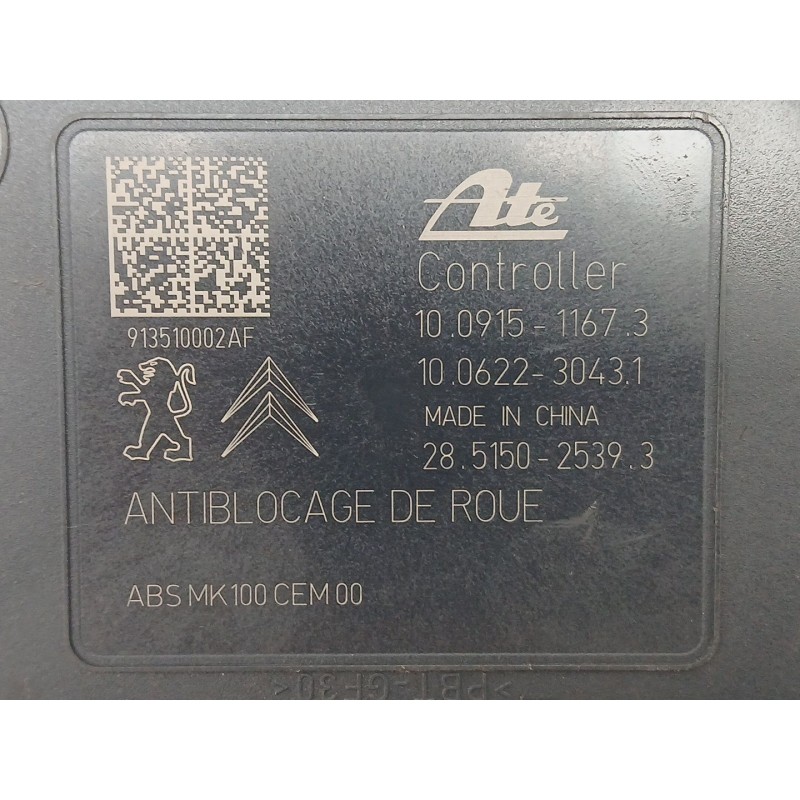 Ate
Controller
10.0915-1167.3
10.0622-3043.1
MADE IN CHINA
28.5150-2539.3
913510002AF
ANTIBLOCAGE DE ROUE
ABS MK100 CEM 00
>PBT-GF30<